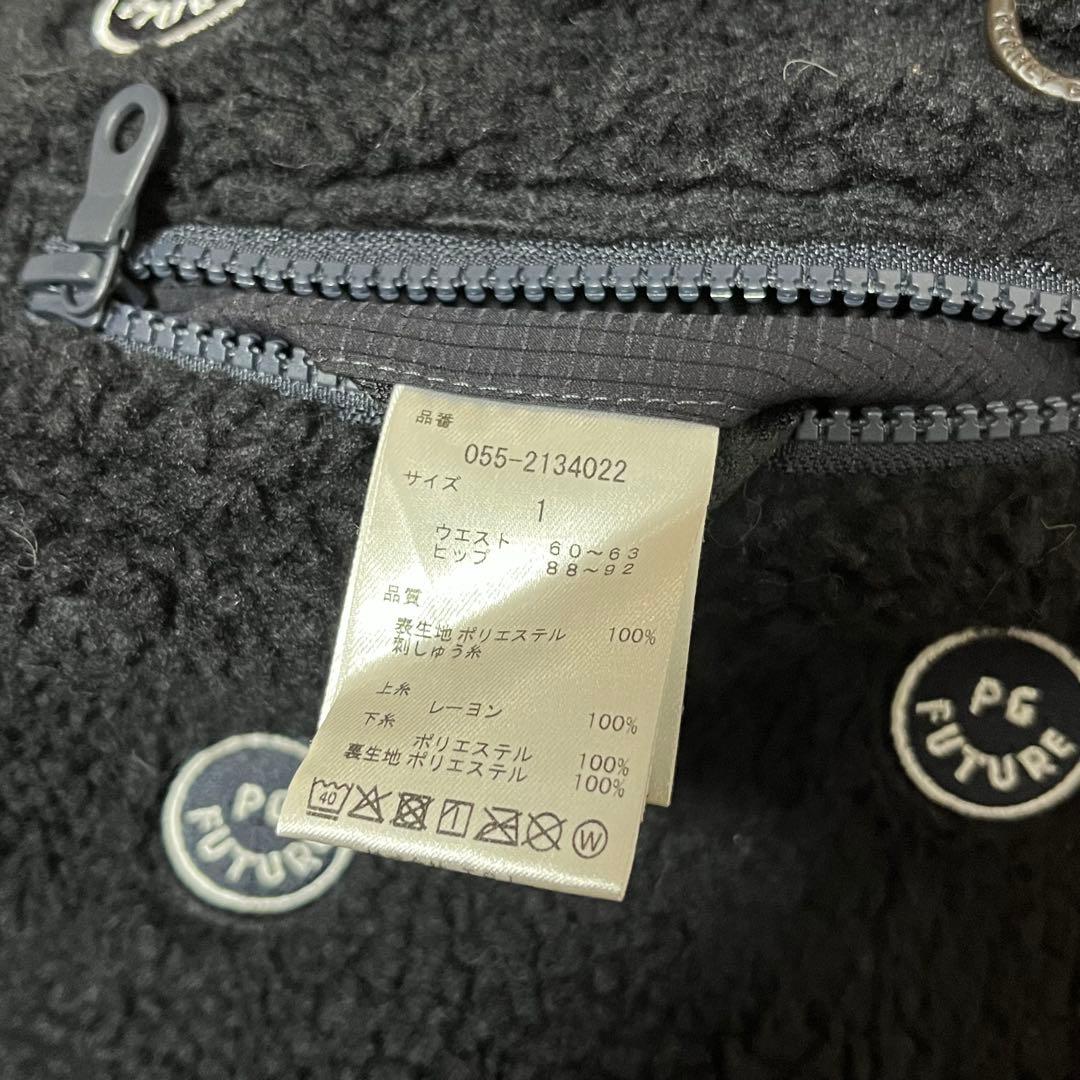 品番
055-2134022
サイズ
1
ウエスト 60～63
ヒップ 88～92
品質
表生地 ポリエステル 100%
刺しゅう糸
上糸
レーヨン 100%
下糸
ポリエステル 100%
裏生地 ポリエステル 100%
40
W
PG
FUTURE
PG
FUTURE